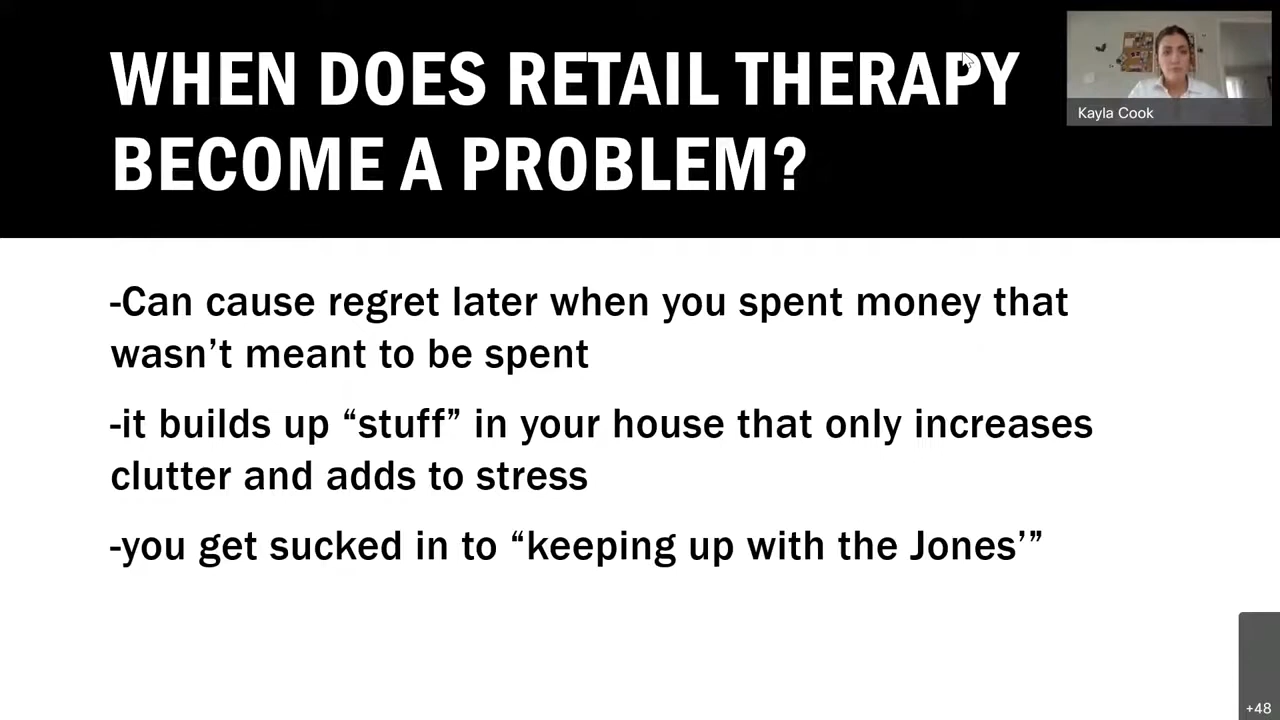 WHEN DOES RETAIL THERAPY
BECOME A PROBLEM?
Kayla Cook
-Can cause regret later when you spent money that
wasn’t meant to be spent
-it builds up “stuff” in your house that only increases
clutter and adds to stress
-you get sucked in to “keeping up with the Jones’”
+48